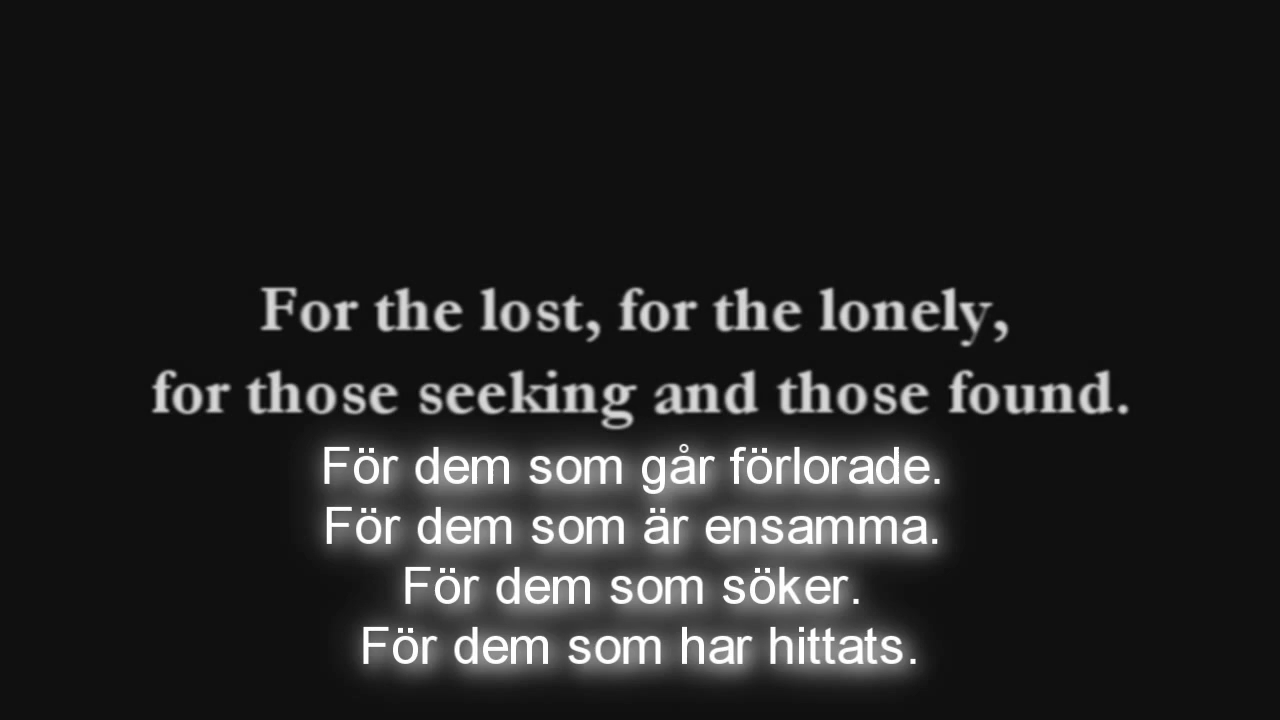 For the lost, for the lonely,
for those seeking and those found.
För dem som går förlorade.
För dem som är ensamma.
För dem som söker.
För dem som har hittats.